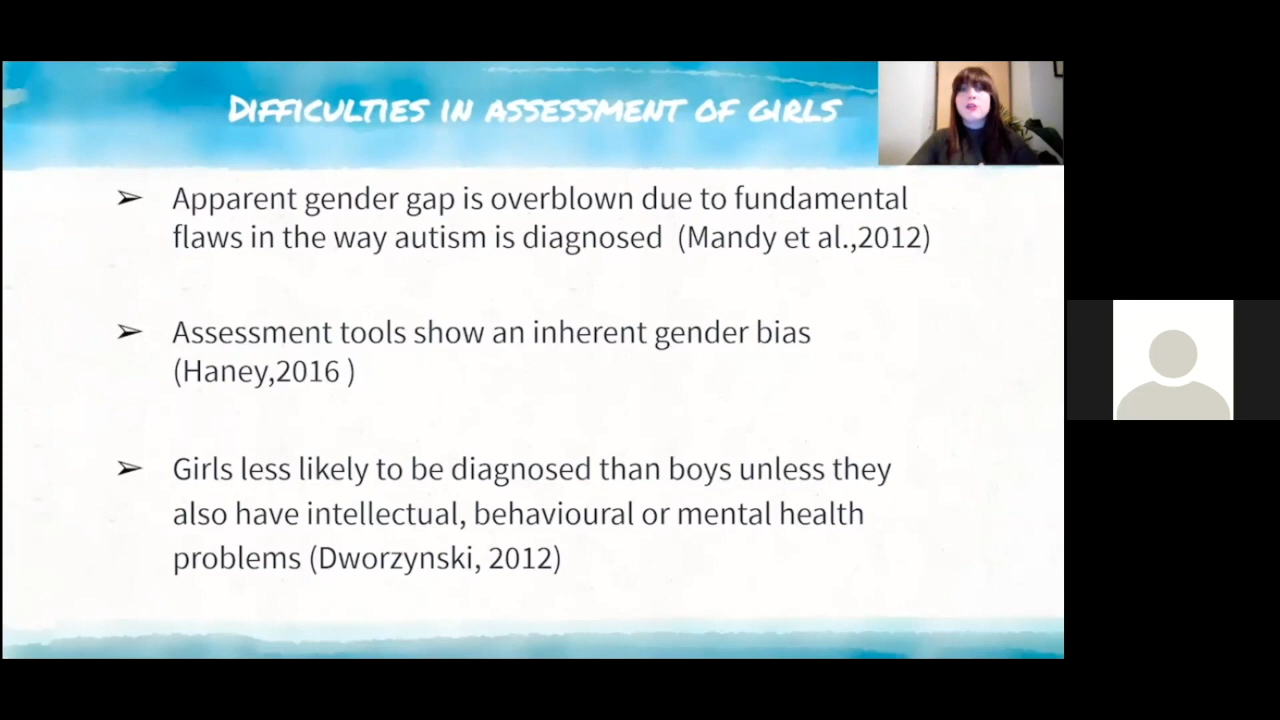 DIFFICULTIES IN ASSESSMENT OF GIRLS
➢ Apparent gender gap is overblown due to fundamental
flaws in the way autism is diagnosed (Mandy et al.,2012)
➢ Assessment tools show an inherent gender bias
(Haney,2016 )
➢ Girls less likely to be diagnosed than boys unless they
also have intellectual, behavioural or mental health
problems (Dworzynski, 2012)